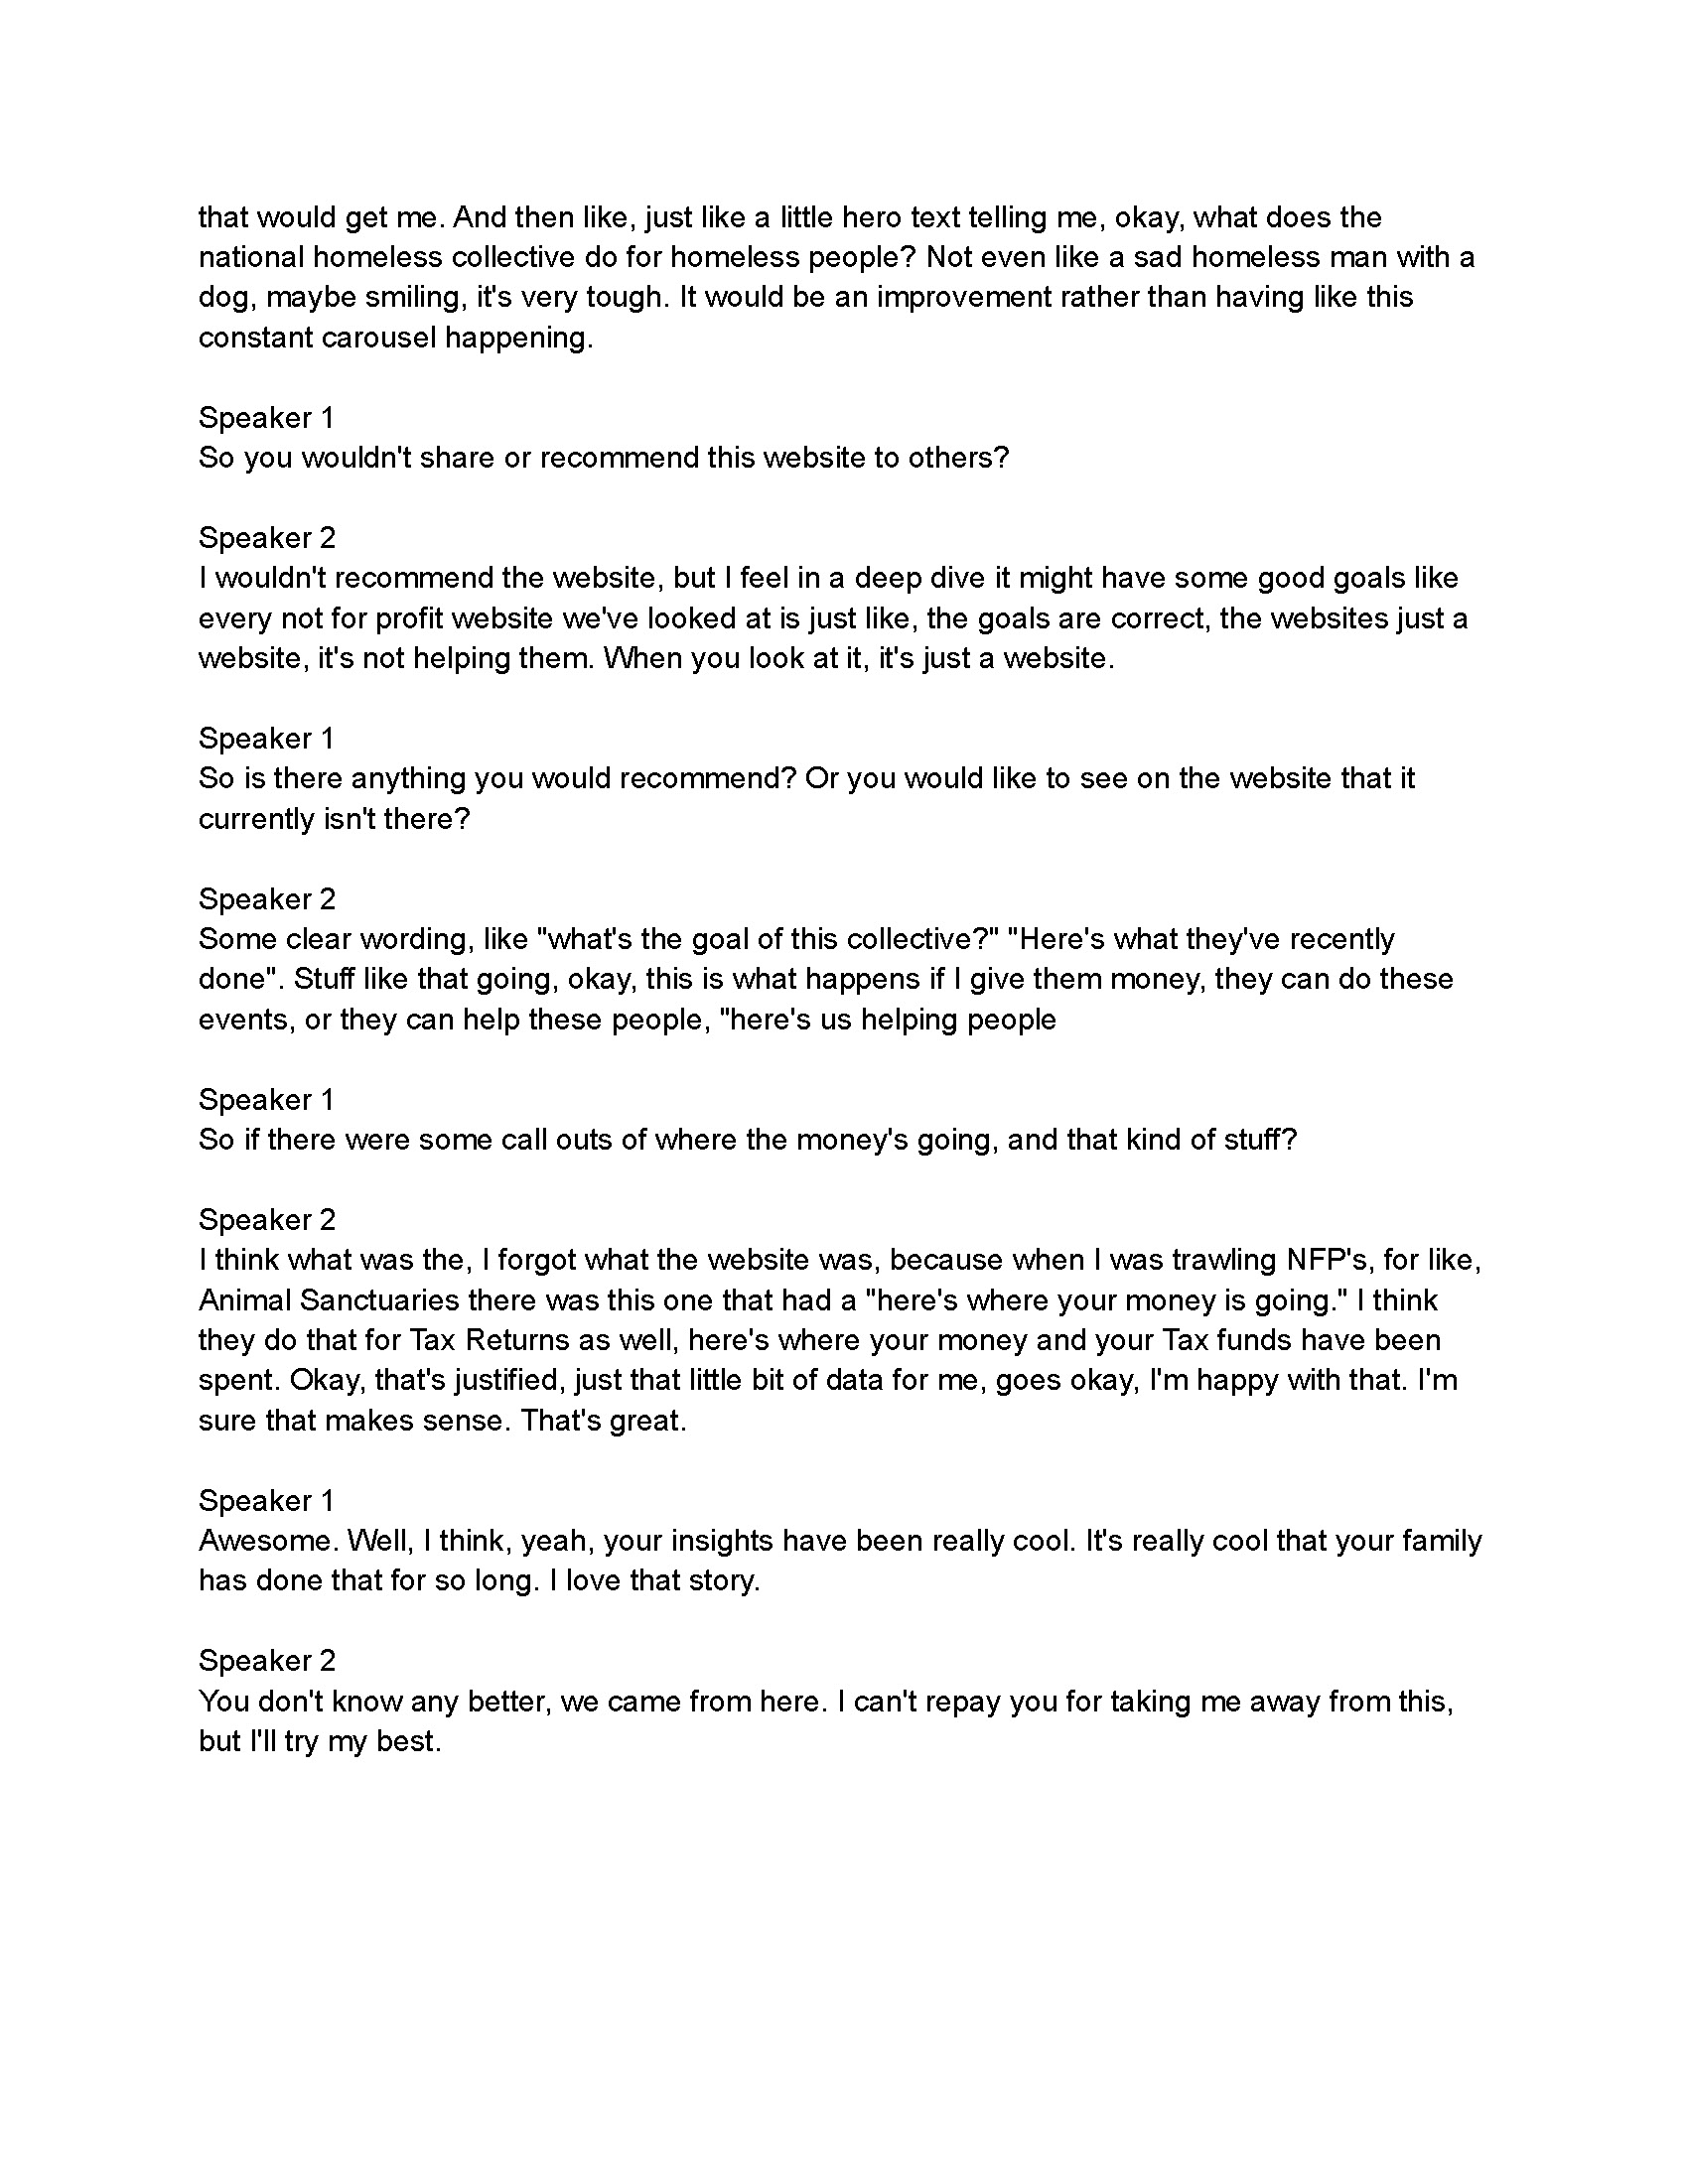 that would get me. And then like, just like a little hero text telling me, okay, what does the
national homeless collective do for homeless people? Not even like a sad homeless man with a
dog, maybe smiling, it's very tough. It would be an improvement rather than having like this
constant carousel happening.
Speaker 1
So you wouldn't share or recommend this website to others?
Speaker 2
I wouldn't recommend the website, but I feel in a deep dive it might have some good goals like
every not for profit website we've looked at is just like, the goals are correct, the websites just a
website, it's not helping them. When you look at it, it's just a website.
Speaker 1
So is there anything you would recommend? Or you would like to see on the website that it
currently isn't there?
Speaker 2
Some clear wording, like "what's the goal of this collective?" "Here's what they've recently
done". Stuff like that going, okay, this is what happens if I give them money, they can do these
events, or they can help these people, "here's us helping people
Speaker 1
So if there were some call outs of where the money's going, and that kind of stuff?
Speaker 2
I think what was the, I forgot what the website was, because when I was trawling NFP's, for like,
Animal Sanctuaries there was this one that had a "here's where your money is going." I think
they do that for Tax Returns as well, here's where your money and your Tax funds have been
spent. Okay, that's justified, just that little bit of data for me, goes okay, I'm happy with that. I'm
sure that makes sense. That's great.
Speaker 1
Awesome. Well, I think, yeah, your insights have been really cool. It's really cool that your family
has done that for so long. I love that story.
Speaker 2
You don't know any better, we came from here. I can't repay you for taking me away from this,
but I'll try my best.